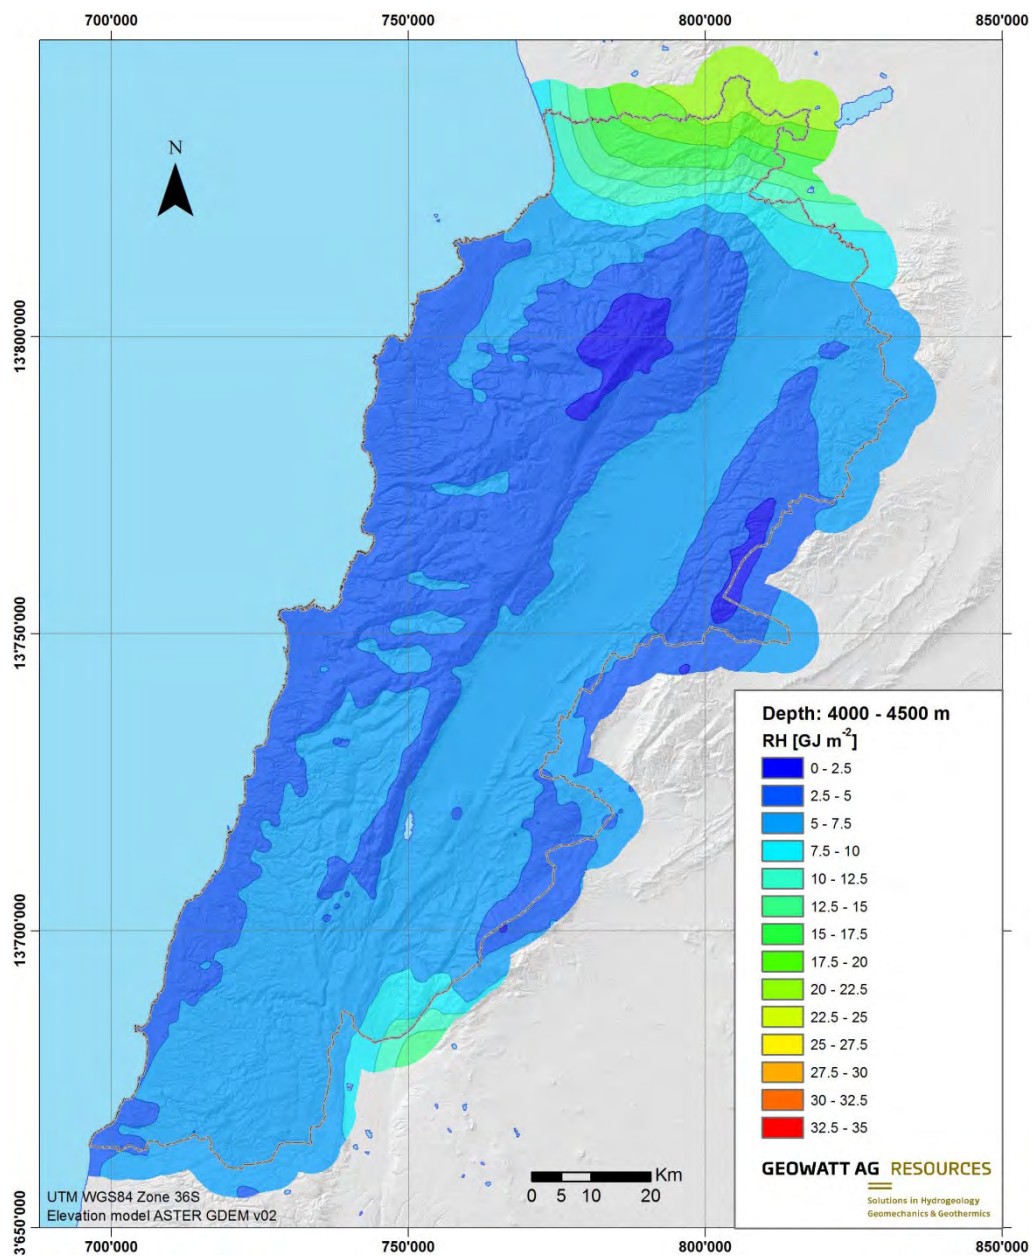 700'000
750'000
800'000
850'000
N
13'800'000
13'750'000
13'700'000
3'650'000
Depth: 4000 - 4500 m
RH [GJ m⁻²]
0 - 2.5
2.5 - 5
5 - 7.5
7.5 - 10
10 - 12.5
12.5 - 15
15 - 17.5
17.5 - 20
20 - 22.5
22.5 - 25
25 - 27.5
27.5 - 30
30 - 32.5
32.5 - 35
GEOWATT AG RESOURCES
Solutions in Hydrogeology
Geomechanics & Geothermics
Km
0 5 10 20
UTM WGS84 Zone 36S
Elevation model ASTER GDEM v02
700'000
750'000
800'000
850'000